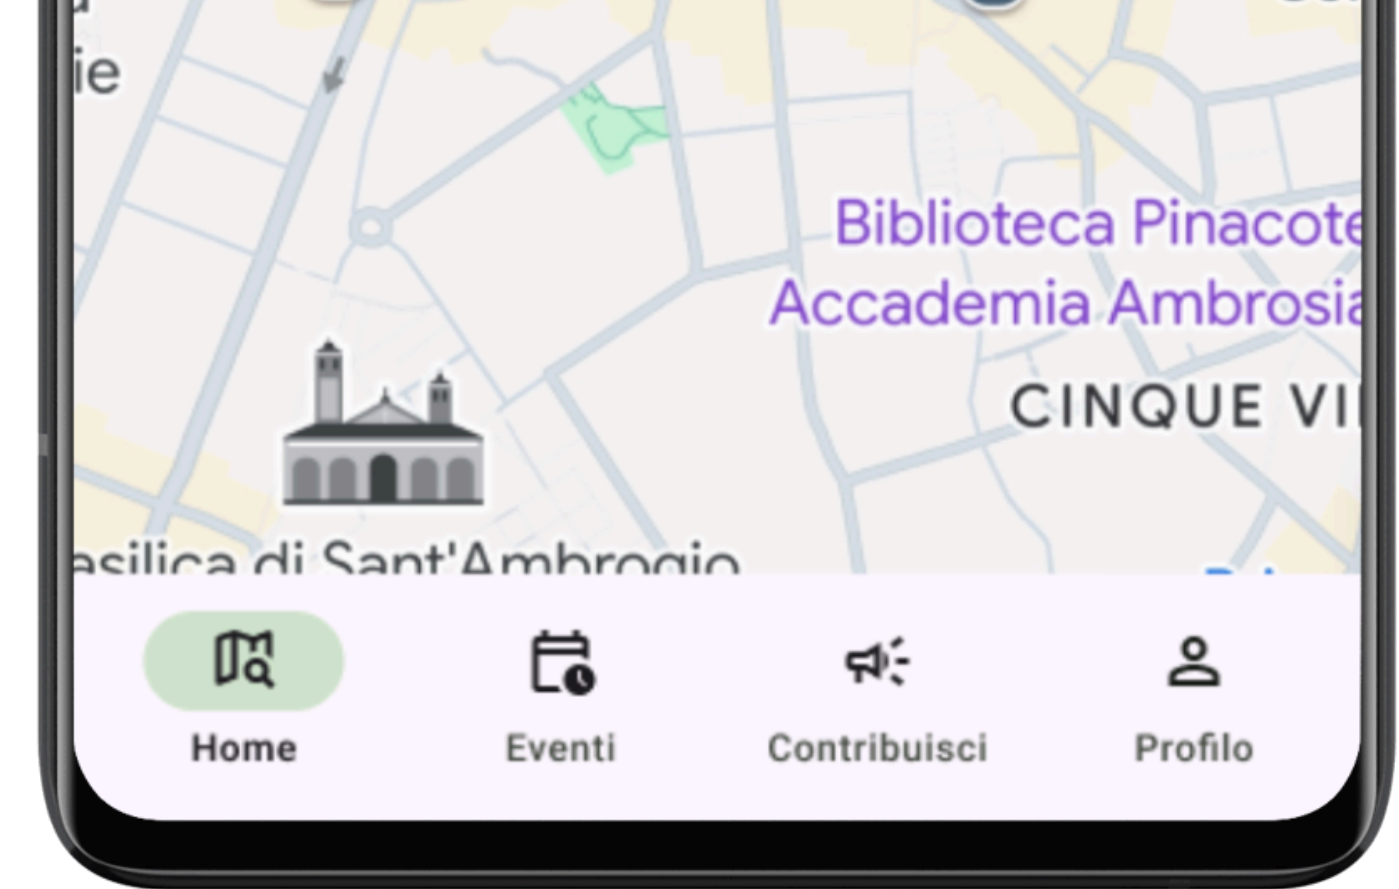 ie
Biblioteca Pinacote
Accademia Ambrosia
CINQUE VI
asilica di Sant'Ambrogio
Home
Eventi
Contribuisci
Profilo